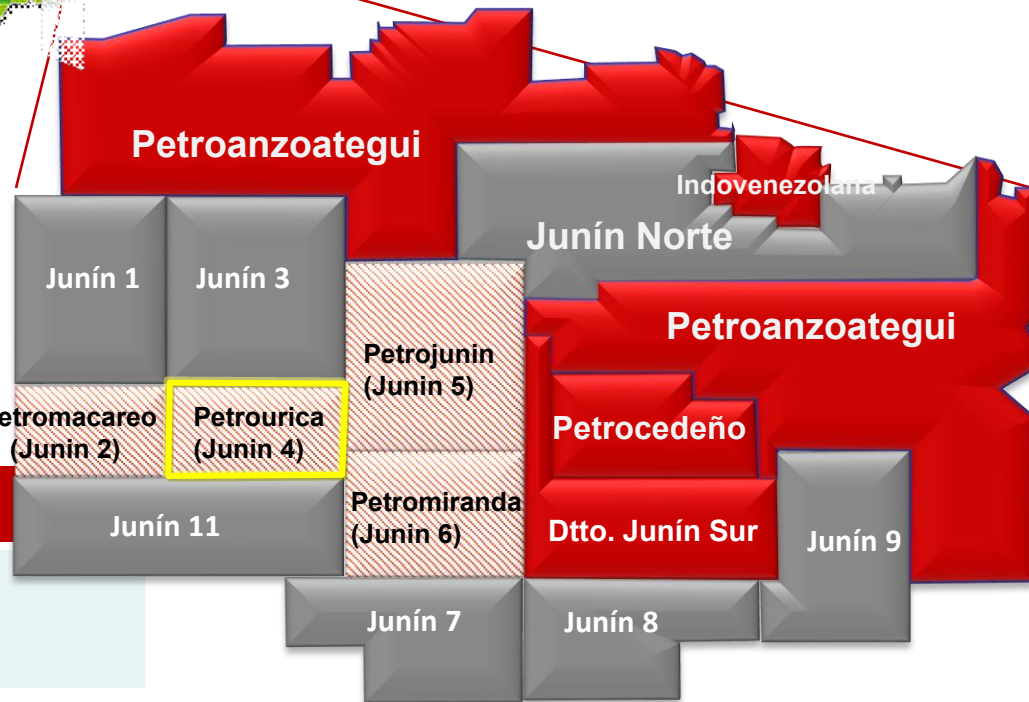 Petroanzoategui
Indovenezolana
Junín Norte
Junín 1
Junín 3
Petroanzoategui
Petrojunin
(Junin 5)
etromacareo
(Junin 2)
Petrourica
(Junin 4)
Petrocedeño
Petromiranda
(Junin 6)
Junín 11
Dtto. Junín Sur
Junín 9
Junín 7
Junín 8